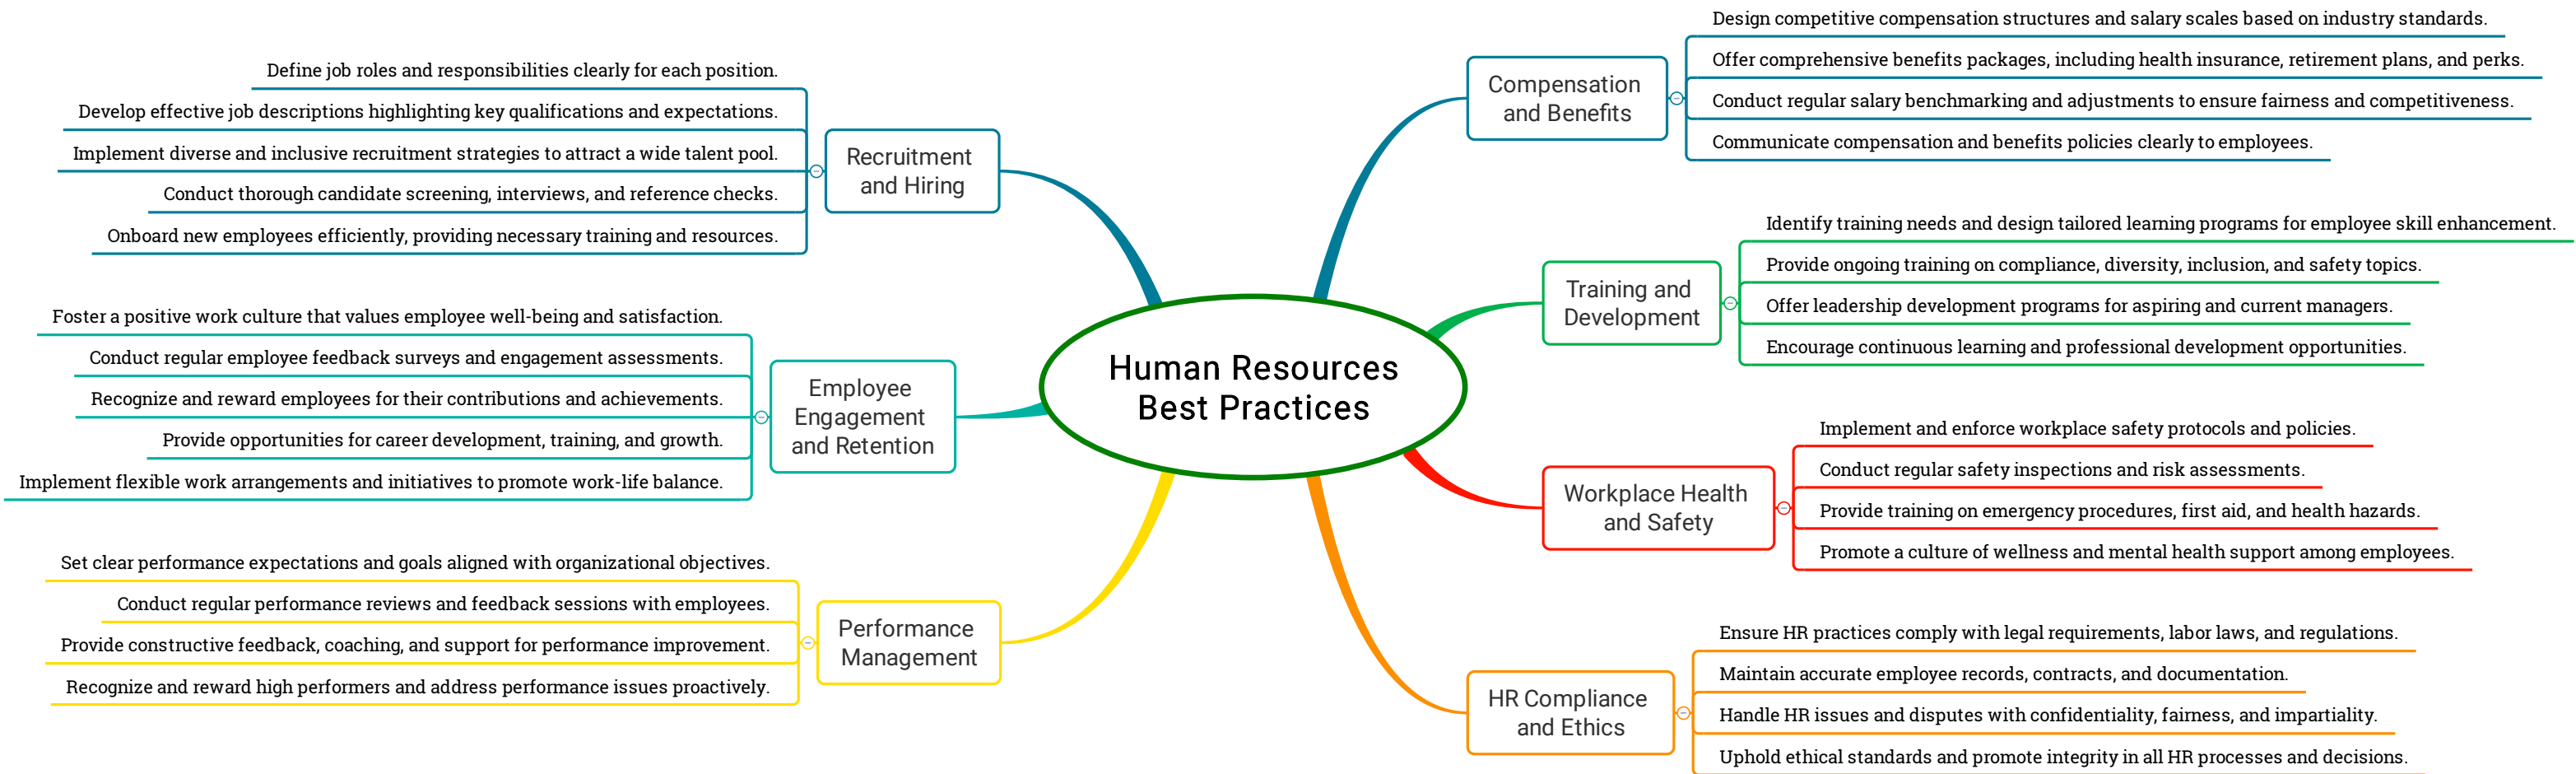 Human Resources
Best Practices
Recruitment
and Hiring
Define job roles and responsibilities clearly for each position.
Develop effective job descriptions highlighting key qualifications and expectations.
Implement diverse and inclusive recruitment strategies to attract a wide talent pool.
Conduct thorough candidate screening, interviews, and reference checks.
Onboard new employees efficiently, providing necessary training and resources.
Employee
Engagement
and Retention
Foster a positive work culture that values employee well-being and satisfaction.
Conduct regular employee feedback surveys and engagement assessments.
Recognize and reward employees for their contributions and achievements.
Provide opportunities for career development, training, and growth.
Implement flexible work arrangements and initiatives to promote work-life balance.
Performance
Management
Set clear performance expectations and goals aligned with organizational objectives.
Conduct regular performance reviews and feedback sessions with employees.
Provide constructive feedback, coaching, and support for performance improvement.
Recognize and reward high performers and address performance issues proactively.
Compensation
and Benefits
Design competitive compensation structures and salary scales based on industry standards.
Offer comprehensive benefits packages, including health insurance, retirement plans, and perks.
Conduct regular salary benchmarking and adjustments to ensure fairness and competitiveness.
Communicate compensation and benefits policies clearly to employees.
Training and
Development
Identify training needs and design tailored learning programs for employee skill enhancement.
Provide ongoing training on compliance, diversity, inclusion, and safety topics.
Offer leadership development programs for aspiring and current managers.
Encourage continuous learning and professional development opportunities.
Workplace Health
and Safety
Implement and enforce workplace safety protocols and policies.
Conduct regular safety inspections and risk assessments.
Provide training on emergency procedures, first aid, and health hazards.
Promote a culture of wellness and mental health support among employees.
HR Compliance
and Ethics
Ensure HR practices comply with legal requirements, labor laws, and regulations.
Maintain accurate employee records, contracts, and documentation.
Handle HR issues and disputes with confidentiality, fairness, and impartiality.
Uphold ethical standards and promote integrity in all HR processes and decisions.